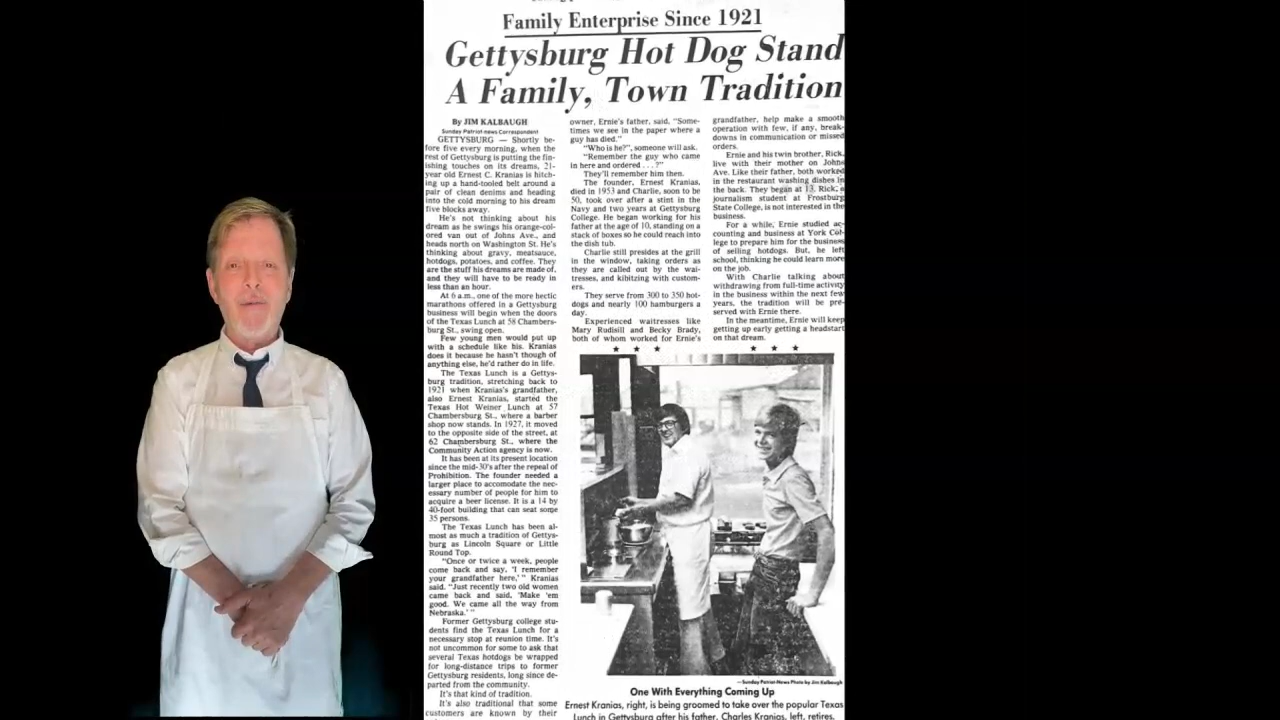 Family Enterprise Since 1921
Gettysburg Hot Dog Stand
A Family, Town Tradition
By JIM KALBAUGH
Sunday Patriot-news Correspondent
GETTYSBURG — Shortly be-
fore five every morning, when the
rest of Gettysburg is putting the fin-
ishing touches on its dreams, 21-
year old Ernest C. Kranias is hitch-
ing up a hand-tooled belt around a
pair of clean denims and heading
into the cold morning to his dream
five blocks away.
He's not thinking about his
dream as he swings his orange-col-
ored van out of Johns Ave., and
heads north on Washington St. He's
thinking about gravy, meatsauce,
hotdogs, potatoes, and coffee. They
are the stuff his dreams are made of,
and they will have to be ready in
less than an hour.
At 6 a.m., one of the more hectic
marathons offered in a Gettysburg
business will begin when the doors
of the Texas Lunch at 58 Chambers-
burg St., swing open.
Few young men would put up
with a schedule like his. Kranias
does it because he hasn't though of
anything else, he'd rather do in life.
The Texas Lunch is a Gettys-
burg tradition, stretching back to
1921 when Kranias's grandfather,
also Ernest Kranias, started the
Texas Hot Weiner Lunch at 57
Chambersburg St., where a barber
shop now stands. In 1927, it moved
to the opposite side of the street, at
62 Chambersburg St., where the
Community Action agency is now.
It has been at its present location
since the mid-30's after the repeal of
Prohibition. The founder needed a
larger place to accomodate the nec-
essary number of people for him to
acquire a beer license. It is a 14 by
40-foot building that can seat some
35 persons.
The Texas Lunch has been al-
most as much a tradition of Gettys-
burg as Lincoln Square or Little
Round Top.
"Once or twice a week, people
come back and say, 'I remember
your grandfather here,'" Kranias
said. "Just recently two old women
came back and said, 'Make 'em
good. We came all the way from
Nebraska.'"
Former Gettysburg college stu-
dents find the Texas Lunch for a
necessary stop at reunion time. It's
not uncommon for some to ask that
several Texas hotdogs be wrapped
for long-distance trips to former
Gettysburg residents, long since de-
parted from the community.
It's that kind of tradition.
It's also traditional that some
customers are known by their
owner, Ernie's father, said, "Some-
times we see in the paper where a
guy has died."
"Who is he?", someone will ask.
"Remember the guy who came
in here and ordered . . .?"
They'll remember him then.
The founder, Ernest Kranias,
died in 1953 and Charlie, soon to be
50, took over after a stint in the
Navy and two years at Gettysburg
College. He began working for his
father at the age of 10, standing on a
stack of boxes so he could reach into
the dish tub.
Charlie still presides at the grill
in the window, taking orders as
they are called out by the wai-
tresses, and kibitzing with custom-
ers.
They serve from 300 to 350 hot-
dogs and nearly 100 hamburgers a
day.
Experienced waitresses like
Mary Rudisill and Becky Brady,
both of whom worked for Ernie's
grandfather, help make a smooth
operation with few, if any, break-
downs in communication or missed
orders.
Ernie and his twin brother, Rick,
live with their mother on Johns
Ave. Like their father, both worked
in the restaurant washing dishes in
the back. They began at 13. Rick, a
journalism student at Frostburg
State College, is not interested in the
business.
For a while, Ernie studied ac-
counting and business at York Col-
lege to prepare him for the business
of selling hotdogs. But, he left
school, thinking he could learn more
on the job.
With Charlie talking about
withdrawing from full-time activity
in the business within the next few
years, the tradition will be pre-
served with Ernie there.
In the meantime, Ernie will keep
getting up early getting a headstart
on that dream.
—Sunday Patriot-News Photo by Jim Kalbaugh
One With Everything Coming Up
Ernest Kranias, right, is being groomed to take over the popular Texas
Lunch in Gettysburg after his father, Charles Kranias, left, retires.